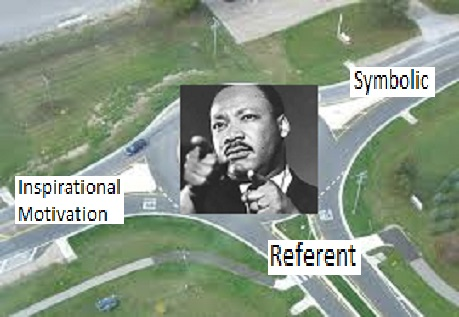 Symbolic
Inspirational
Motivation
Referent